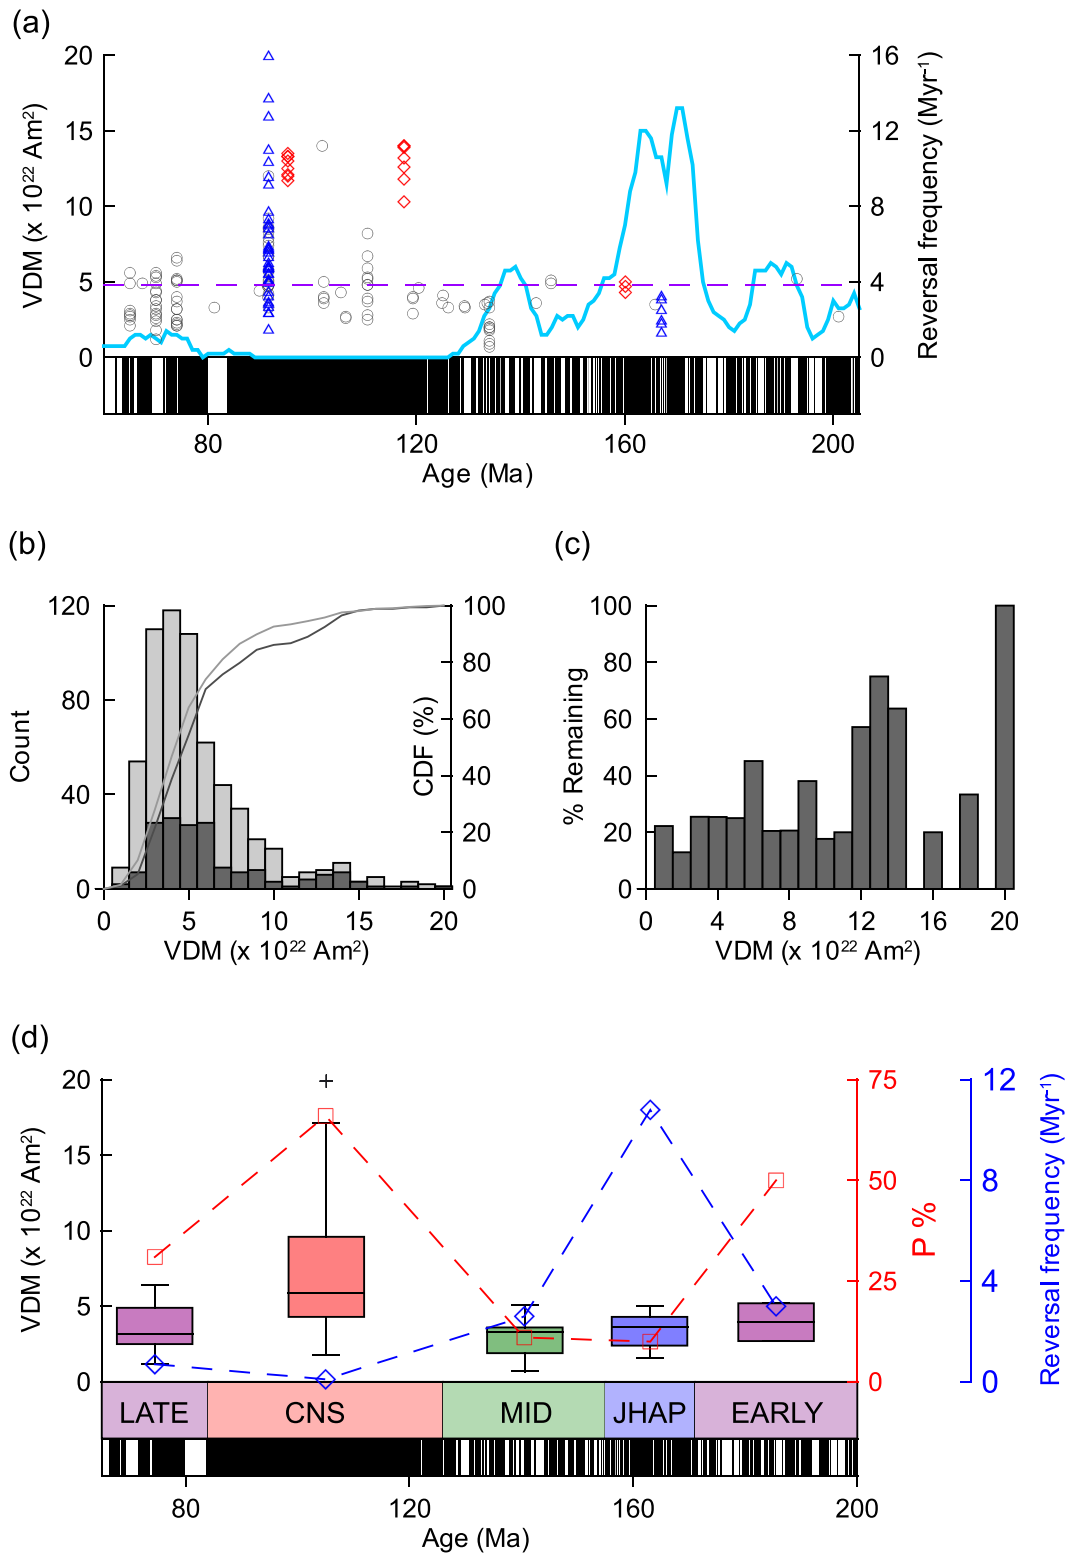 (a)
20
15
10
5
0
VDM (x 10²² Am²)
16
12
8
4
0
Reversal frequency (Myr⁻¹)
80
120
160
200
Age (Ma)
(b)
120
80
40
0
Count
100
80
60
40
20
0
CDF (%)
0
5
10
15
20
VDM (x 10²² Am²)
(c)
100
80
60
40
20
0
% Remaining
0
4
8
12
16
20
VDM (x 10²² Am²)
(d)
20
15
10
5
0
VDM (x 10²² Am²)
75
50
25
0
P %
12
8
4
0
Reversal frequency (Myr⁻¹)
LATE
CNS
MID
JHAP
EARLY
80
120
160
200
Age (Ma)